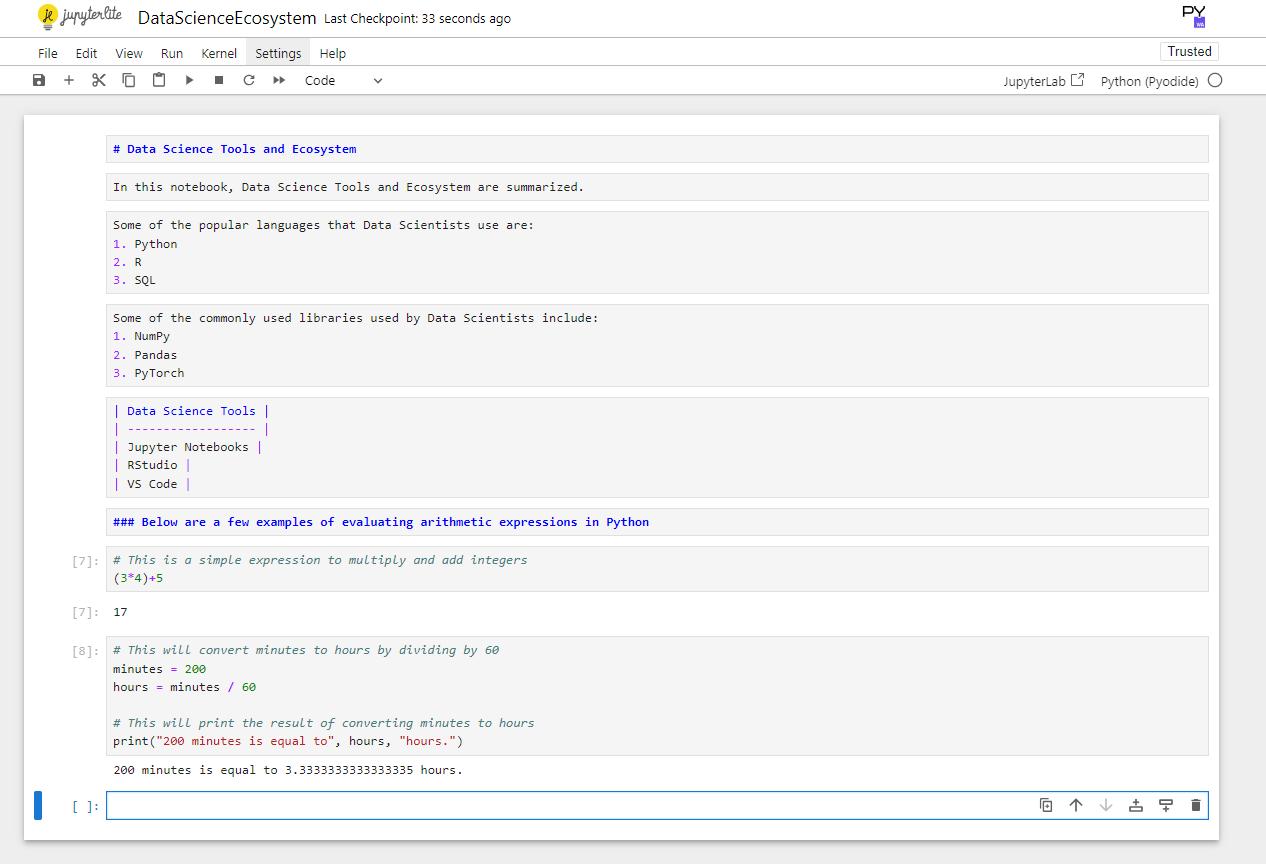 jupyterlite DataScienceEcosystem Last Checkpoint: 33 seconds ago
PY
WA
File Edit View Run Kernel Settings Help
Trusted
Code
JupyterLab Python (Pyodide)
# Data Science Tools and Ecosystem
In this notebook, Data Science Tools and Ecosystem are summarized.
Some of the popular languages that Data Scientists use are:
1. Python
2. R
3. SQL
Some of the commonly used libraries used by Data Scientists include:
1. NumPy
2. Pandas
3. PyTorch
| Data Science Tools |
| ------------------ |
| Jupyter Notebooks |
| RStudio |
| VS Code |
### Below are a few examples of evaluating arithmetic expressions in Python
[7]: # This is a simple expression to multiply and add integers
(3*4)+5
[7]: 17
[8]: # This will convert minutes to hours by dividing by 60
minutes = 200
hours = minutes / 60
# This will print the result of converting minutes to hours
print("200 minutes is equal to", hours, "hours.")
200 minutes is equal to 3.3333333333333335 hours.
[ ]: